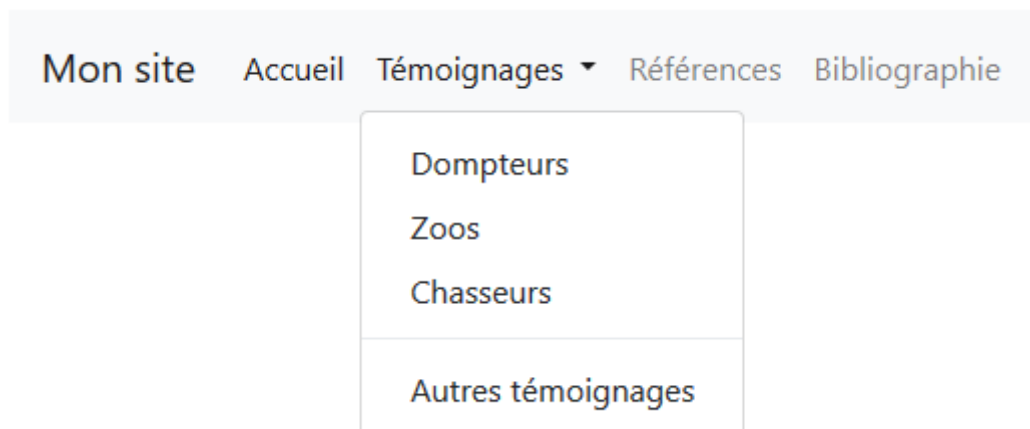 Mon site Accueil Témoignages Références Bibliographie
Dompteurs
Zoos
Chasseurs
Autres témoignages